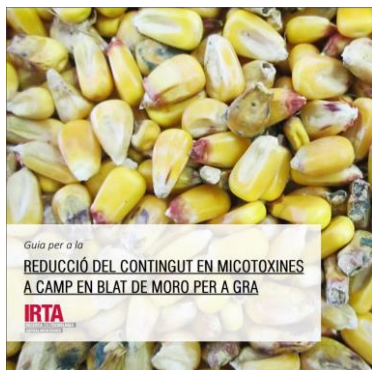 Guia per a la
REDUCCIÓ DEL CONTINGUT EN MICOTOXINES
A CAMP EN BLAT DE MORO PER A GRA
IRTA